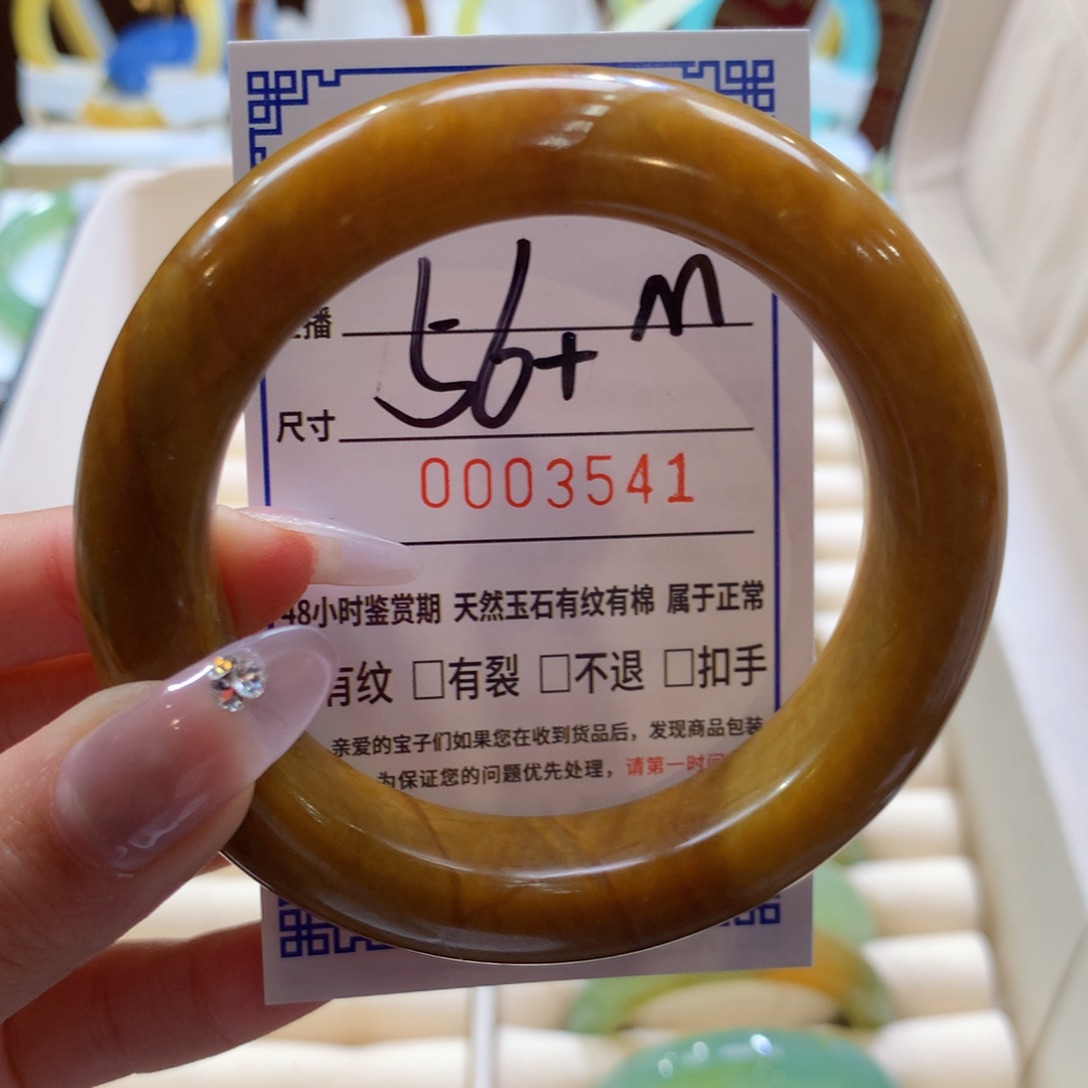 播 M
尺寸 56+
0003541
48小时鉴赏期 天然玉石有纹有棉 属于正常
有纹 □有裂 □不退 □扣手
亲爱的宝子们如果您在收到货品后，发现商品包装
为保证您的问题优先处理，请第一时间